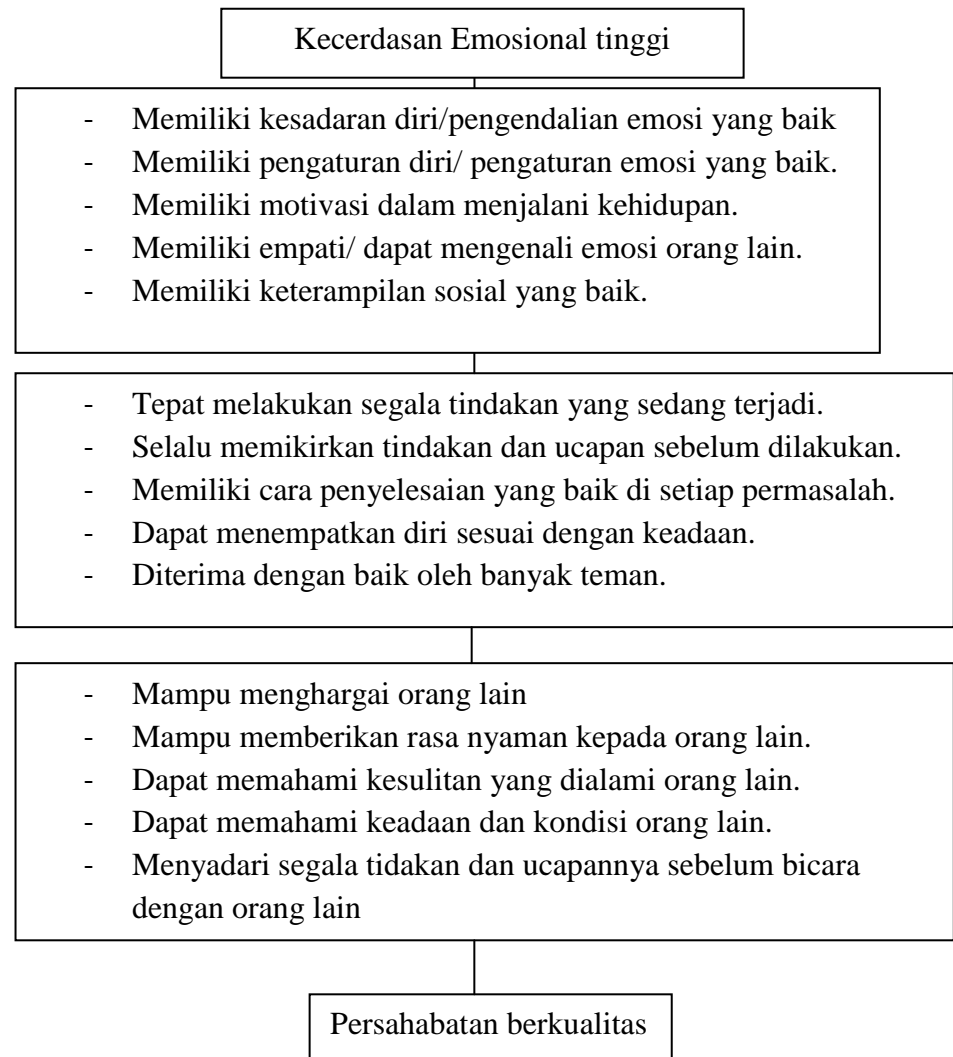 Kecerdasan Emosional tinggi
- Memiliki kesadaran diri/pengendalian emosi yang baik
- Memiliki pengaturan diri/ pengaturan emosi yang baik.
- Memiliki motivasi dalam menjalani kehidupan.
- Memiliki empati/ dapat mengenali emosi orang lain.
- Memiliki keterampilan sosial yang baik.
- Tepat melakukan segala tindakan yang sedang terjadi.
- Selalu memikirkan tindakan dan ucapan sebelum dilakukan.
- Memiliki cara penyelesaian yang baik di setiap permasalah.
- Dapat menempatkan diri sesuai dengan keadaan.
- Diterima dengan baik oleh banyak teman.
- Mampu menghargai orang lain
- Mampu memberikan rasa nyaman kepada orang lain.
- Dapat memahami kesulitan yang dialami orang lain.
- Dapat memahami keadaan dan kondisi orang lain.
- Menyadari segala tidakan dan ucapannya sebelum bicara
dengan orang lain
Persahabatan berkualitas